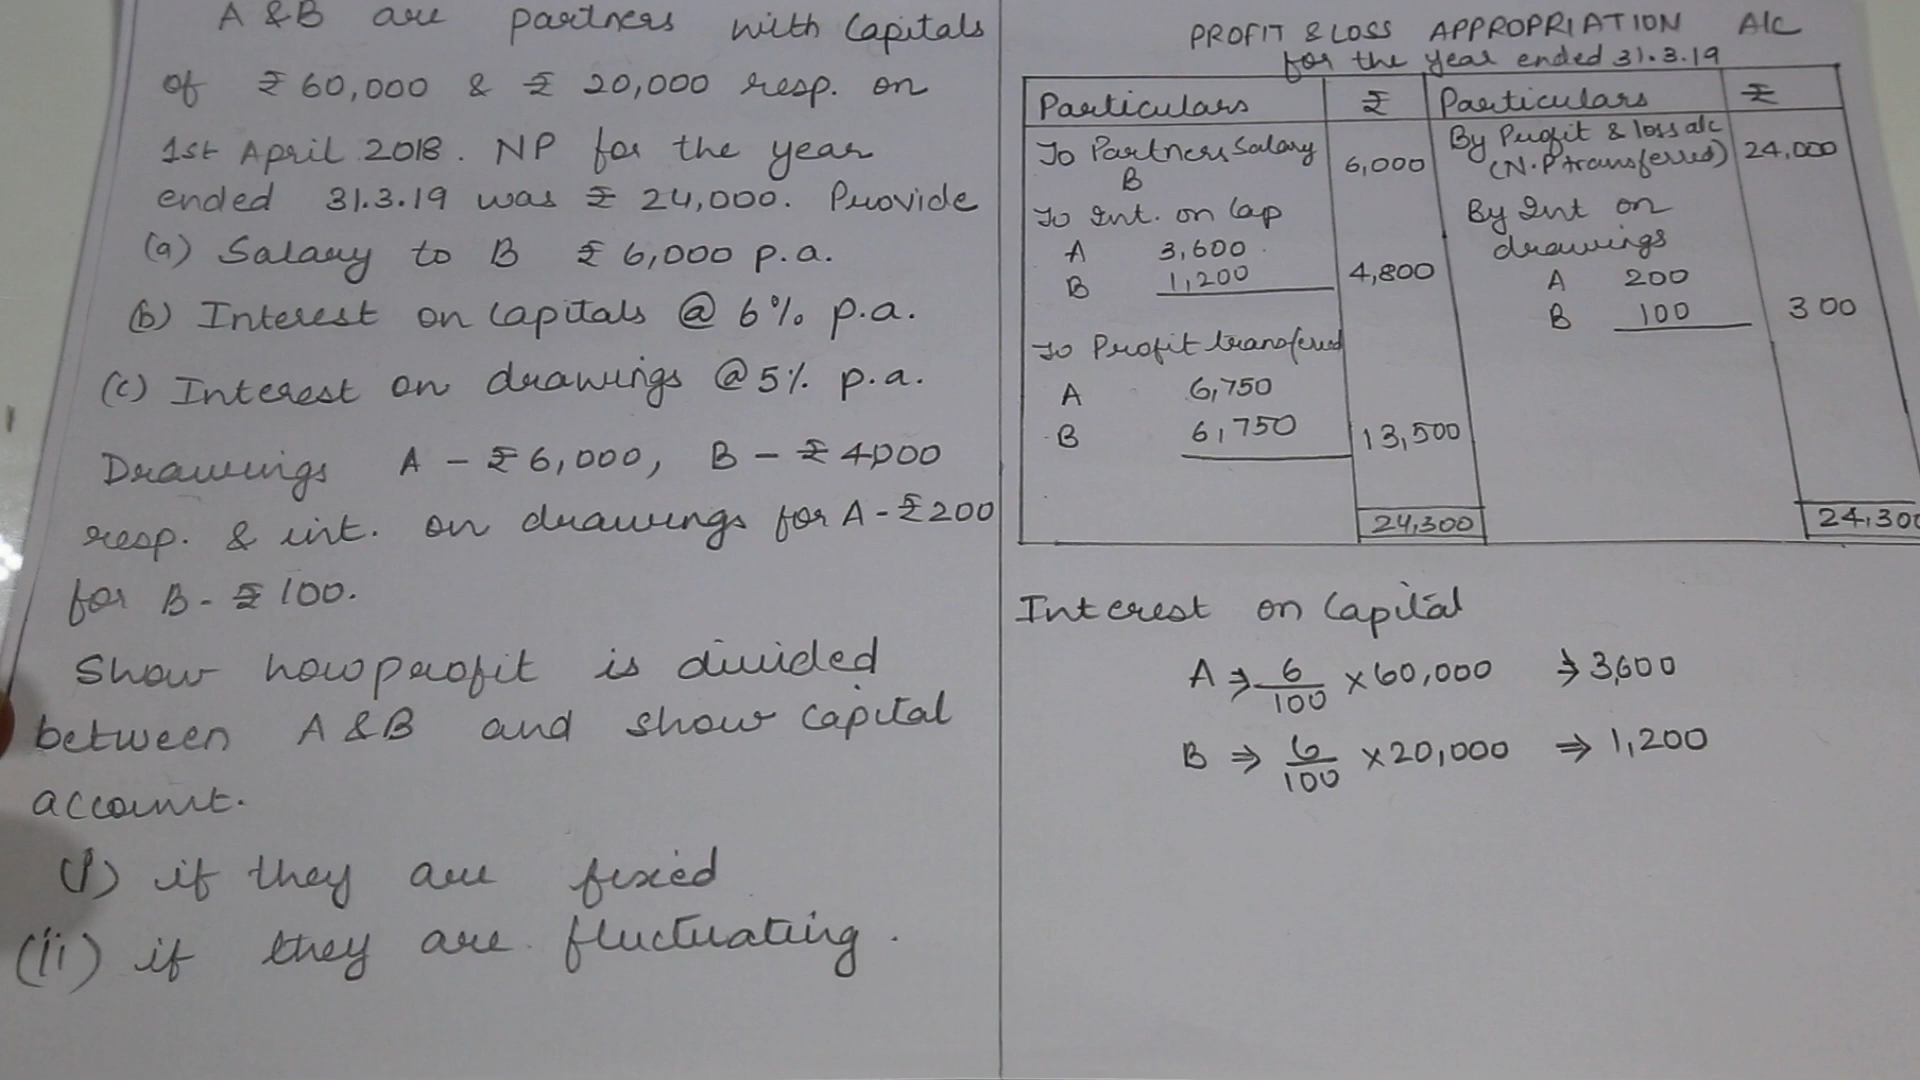 A & B are partners with Capitals
of ₹ 60,000 & ₹ 20,000 resp. on
1st April 2018. NP for the year
ended 31.3.19 was ₹ 24,000. Provide
(a) Salary to B ₹ 6,000 p.a.
(b) Interest on Capitals @ 6% p.a.
(c) Interest on drawings @ 5% p.a.
Drawings A - ₹ 6,000, B - ₹ 4,000
resp. & int. on drawings for A - ₹ 200
for B - ₹ 100.
Show how profit is divided
between A & B and show Capital
account.
(i) if they are fixed
(ii) if they are fluctuating.
PROFIT & LOSS APPROPRIATION A/C
for the year ended 31.3.19
Particulars ₹ Particulars ₹
To Partners Salary
B 6,000
To Int. on Cap
A 3,600
B 1,200 4,800
To Profit transferred
A 6,750
B 6,750 13,500
24,300
By Profit & loss a/c
(N.P transferred) 24,000
By Int on
drawings
A 200
B 100 300
24,300
Interest on Capital
A ⇒ 6/100 × 60,000 ⇒ 3,600
B ⇒ 6/100 × 20,000 ⇒ 1,200